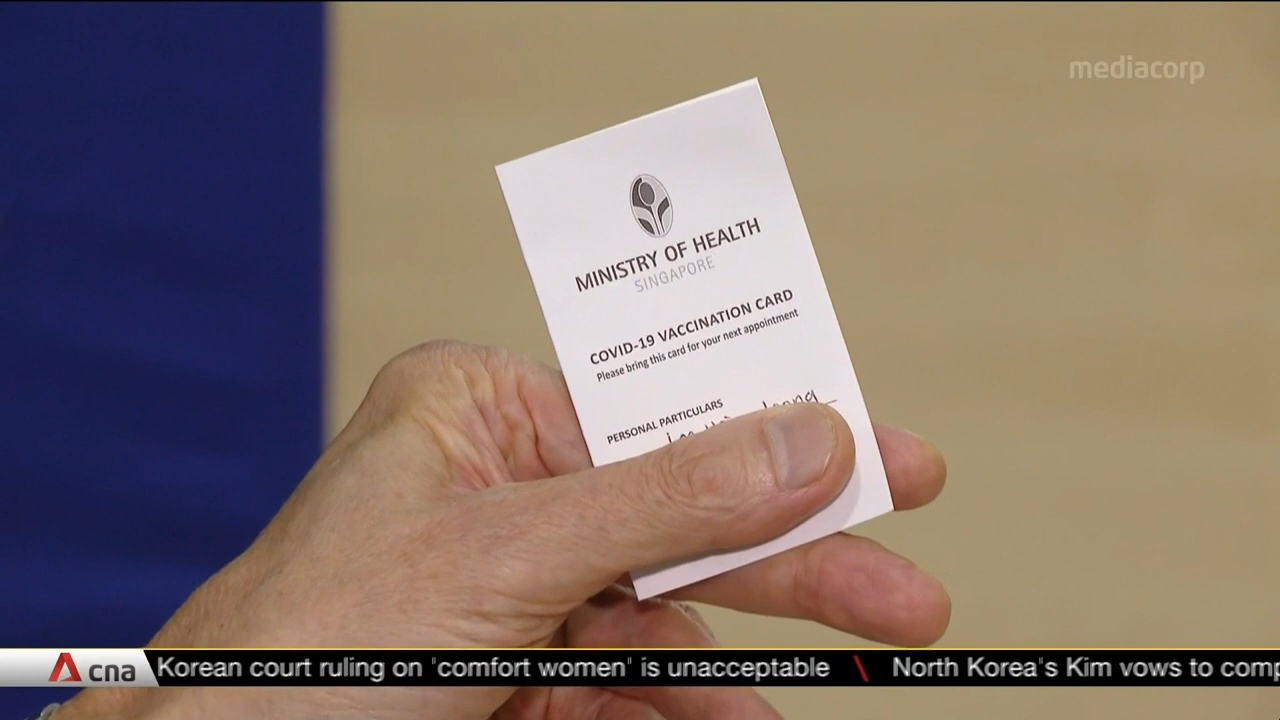 mediacorp
MINISTRY OF HEALTH
SINGAPORE
COVID-19 VACCINATION CARD
Please bring this card for your next appointment
PERSONAL PARTICULARS
cna
Korean court ruling on "comfort women" is unacceptable \ North Korea's Kim vows to comp